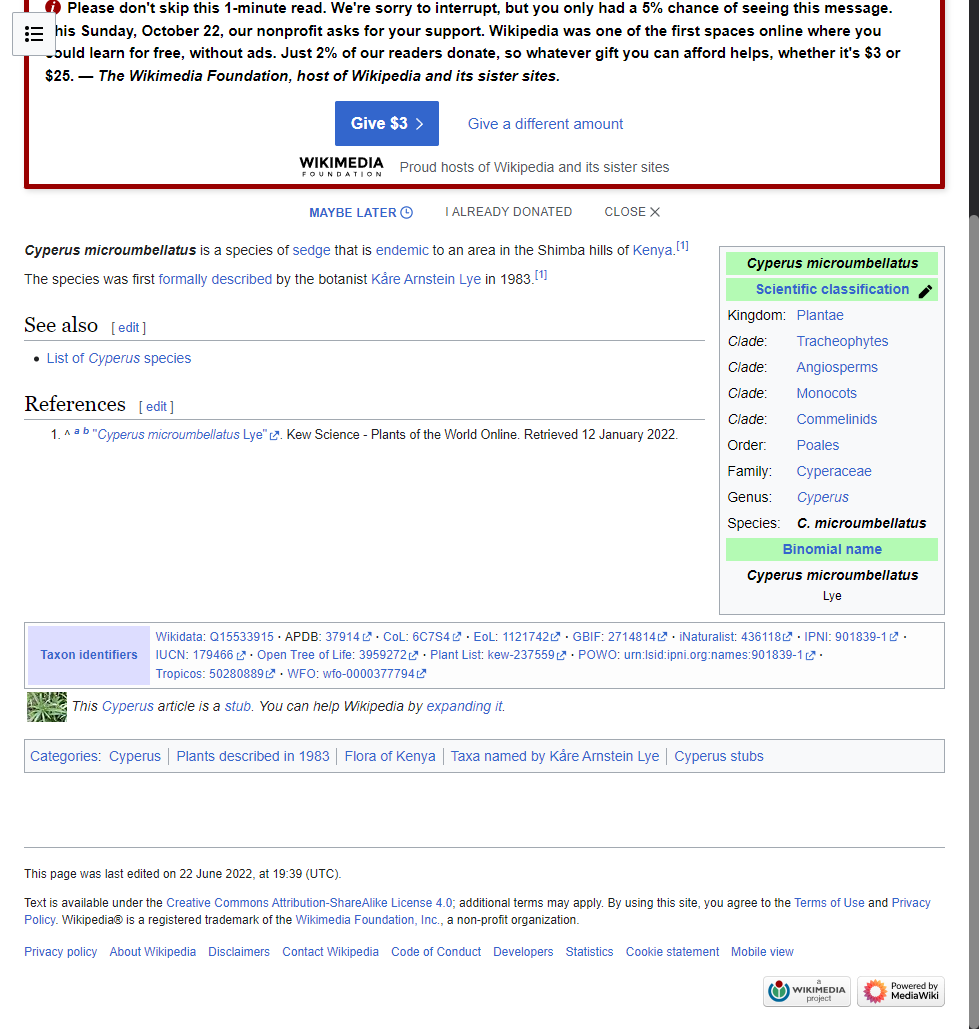 Please don't skip this 1-minute read. We're sorry to interrupt, but you only had a 5% chance of seeing this message.
his Sunday, October 22, our nonprofit asks for your support. Wikipedia was one of the first spaces online where you
could learn for free, without ads. Just 2% of our readers donate, so whatever gift you can afford helps, whether it's $3 or
$25. — The Wikimedia Foundation, host of Wikipedia and its sister sites.
Give $3
Give a different amount
WIKIMEDIA
FOUNDATION
Proud hosts of Wikipedia and its sister sites
MAYBE LATER
I ALREADY DONATED
CLOSE
Cyperus microumbellatus is a species of sedge that is endemic to an area in the Shimba hills of Kenya.[1]
The species was first formally described by the botanist Kåre Arnstein Lye in 1983.[1]
See also [ edit ]
• List of Cyperus species
References [ edit ]
1. ^ a b "Cyperus microumbellatus Lye". Kew Science - Plants of the World Online. Retrieved 12 January 2022.
Cyperus microumbellatus
Scientific classification
Kingdom: Plantae
Clade: Tracheophytes
Clade: Angiosperms
Clade: Monocots
Clade: Commelinids
Order: Poales
Family: Cyperaceae
Genus: Cyperus
Species: C. microumbellatus
Binomial name
Cyperus microumbellatus
Lye
Taxon identifiers
Wikidata: Q15533915 · APDB: 37914 · CoL: 6C7S4 · EoL: 1121742 · GBIF: 2714814 · iNaturalist: 436118 · IPNI: 901839-1 ·
IUCN: 179466 · Open Tree of Life: 3959272 · Plant List: kew-237559 · POWO: urn:lsid:ipni.org:names:901839-1 ·
Tropicos: 50280889 · WFO: wfo-0000377794
This Cyperus article is a stub. You can help Wikipedia by expanding it.
Categories: Cyperus | Plants described in 1983 | Flora of Kenya | Taxa named by Kåre Arnstein Lye | Cyperus stubs
This page was last edited on 22 June 2022, at 19:39 (UTC).
Text is available under the Creative Commons Attribution-ShareAlike License 4.0; additional terms may apply. By using this site, you agree to the Terms of Use and Privacy
Policy. Wikipedia® is a registered trademark of the Wikimedia Foundation, Inc., a non-profit organization.
Privacy policy About Wikipedia Disclaimers Contact Wikipedia Code of Conduct Developers Statistics Cookie statement Mobile view
a
WIKIMEDIA
project
Powered by
MediaWiki